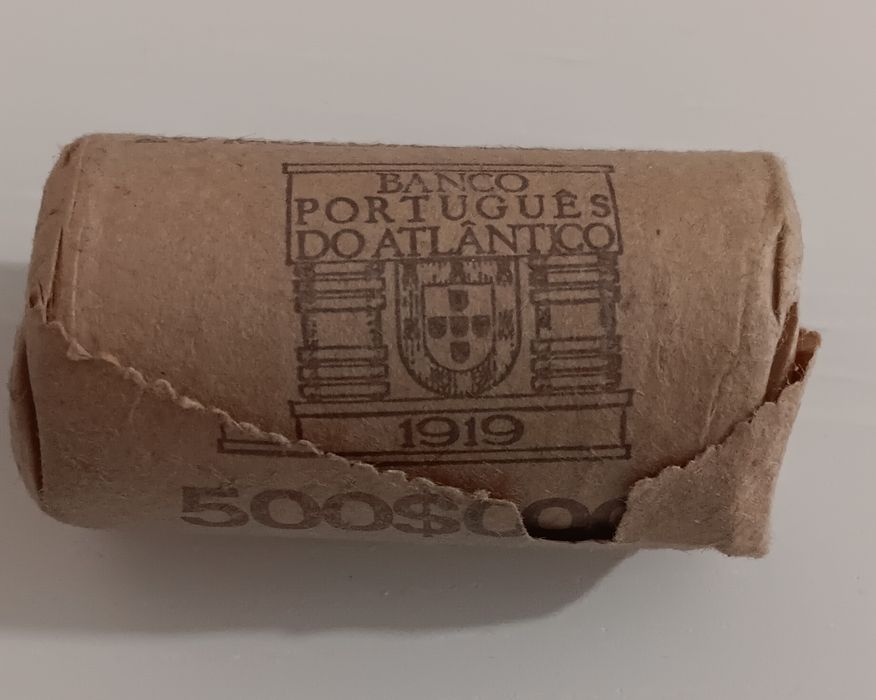 BANCO
PORTUGUÊS
DO ATLÂNTICO
1919
500$00